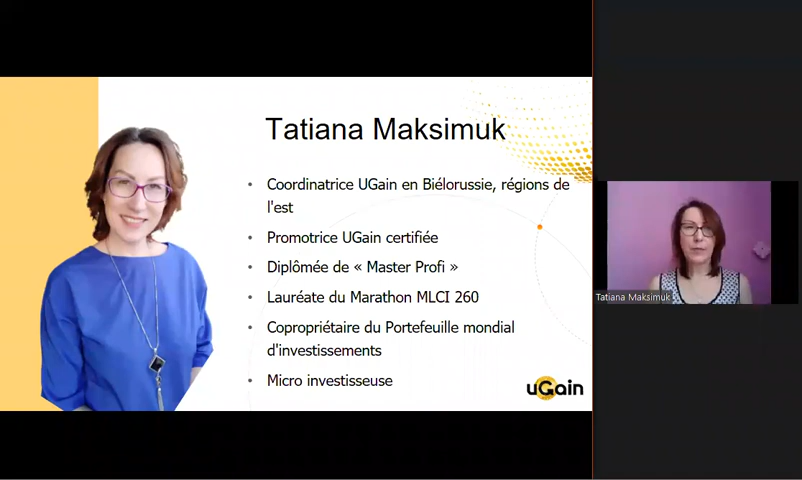 Tatiana Maksimuk
• Coordinatrice UGain en Biélorussie, régions de
l'est
• Promotrice UGain certifiée
• Diplômée de « Master Profi »
• Lauréate du Marathon MLCI 260
• Copropriétaire du Portefeuille mondial
d'investissements
• Micro investisseuse
uGain
Tatiana Maksimuk